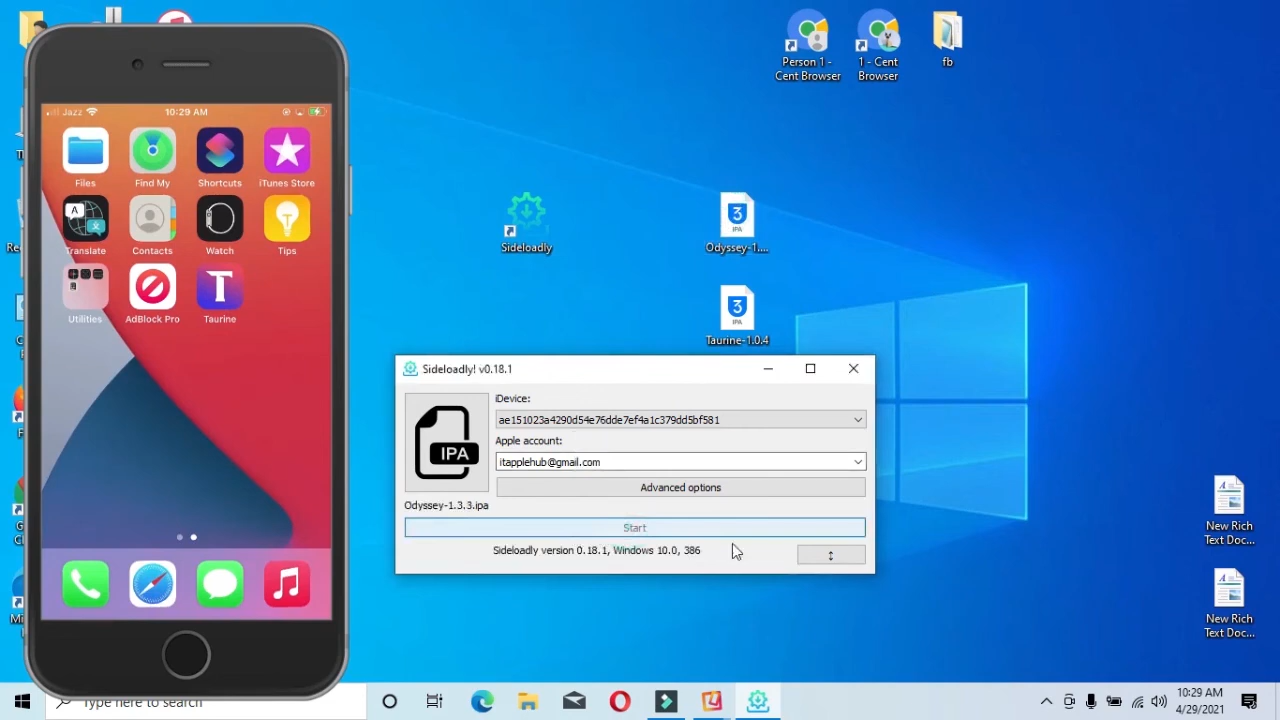 Jazz
10:29 AM
Files
Find My
Shortcuts
iTunes Store
Translate
Contacts
Watch
Tips
Utilities
AdBlock Pro
Taurine
Person 1 -
Cent Browser
1 - Cent
Browser
fb
Sideloadly
Odyssey-1....
IPA
Taurine-1.0.4
IPA
Sideloadly! v0.18.1
iDevice:
ae151023a4290d54e76dde7ef4a1c379dd5bf581
Apple account:
itapplehub@gmail.com
IPA
Advanced options
Odyssey-1.3.3.ipa
Start
Sideloadly version 0.18.1, Windows 10.0, 386
New Rich
Text Doc...
New Rich
Text Doc...
Type here to search
10:29 AM
4/29/2021